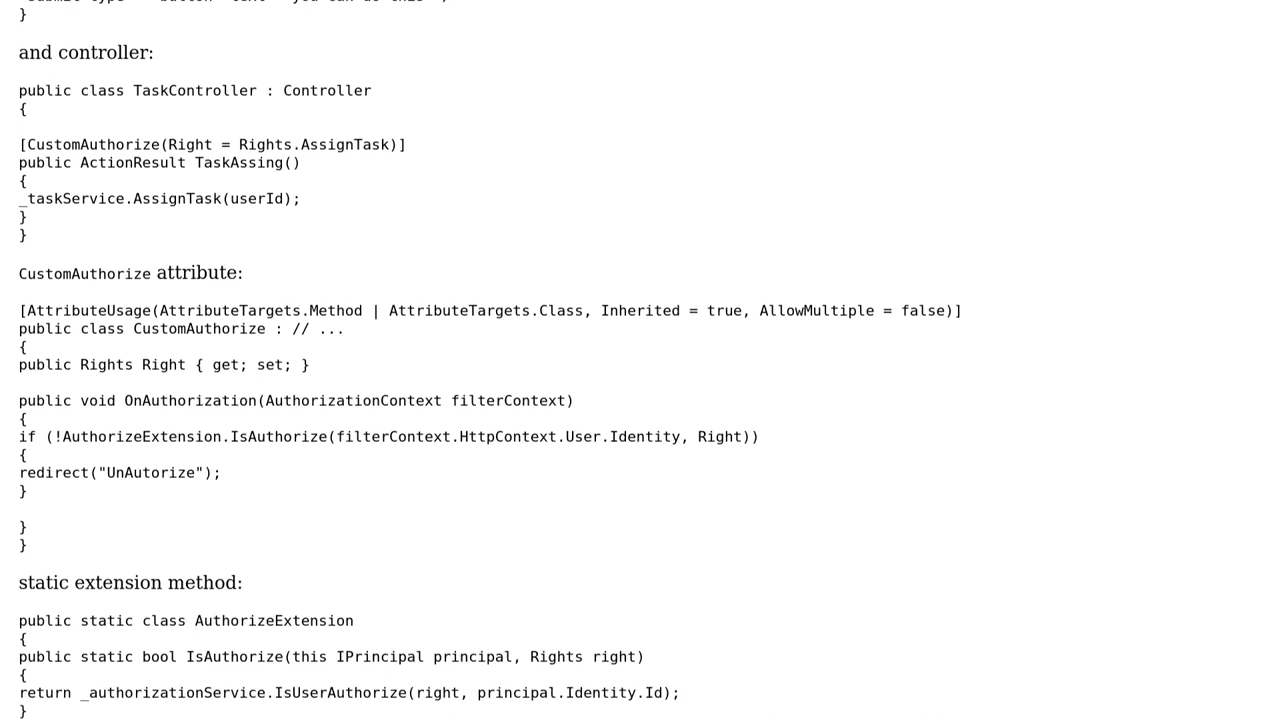 }
and controller:
public class TaskController : Controller
{
[CustomAuthorize(Right = Rights.AssignTask)]
public ActionResult TaskAssing()
{
_taskService.AssignTask(userId);
}
}
CustomAuthorize attribute:
[AttributeUsage(AttributeTargets.Method | AttributeTargets.Class, Inherited = true, AllowMultiple = false)]
public class CustomAuthorize : // ...
{
public Rights Right { get; set; }
public void OnAuthorization(AuthorizationContext filterContext)
{
if (!AuthorizeExtension.IsAuthorize(filterContext.HttpContext.User.Identity, Right))
{
redirect("UnAutorize");
}
}
}
static extension method:
public static class AuthorizeExtension
{
public static bool IsAuthorize(this IPrincipal principal, Rights right)
{
return _authorizationService.IsUserAuthorize(right, principal.Identity.Id);
}